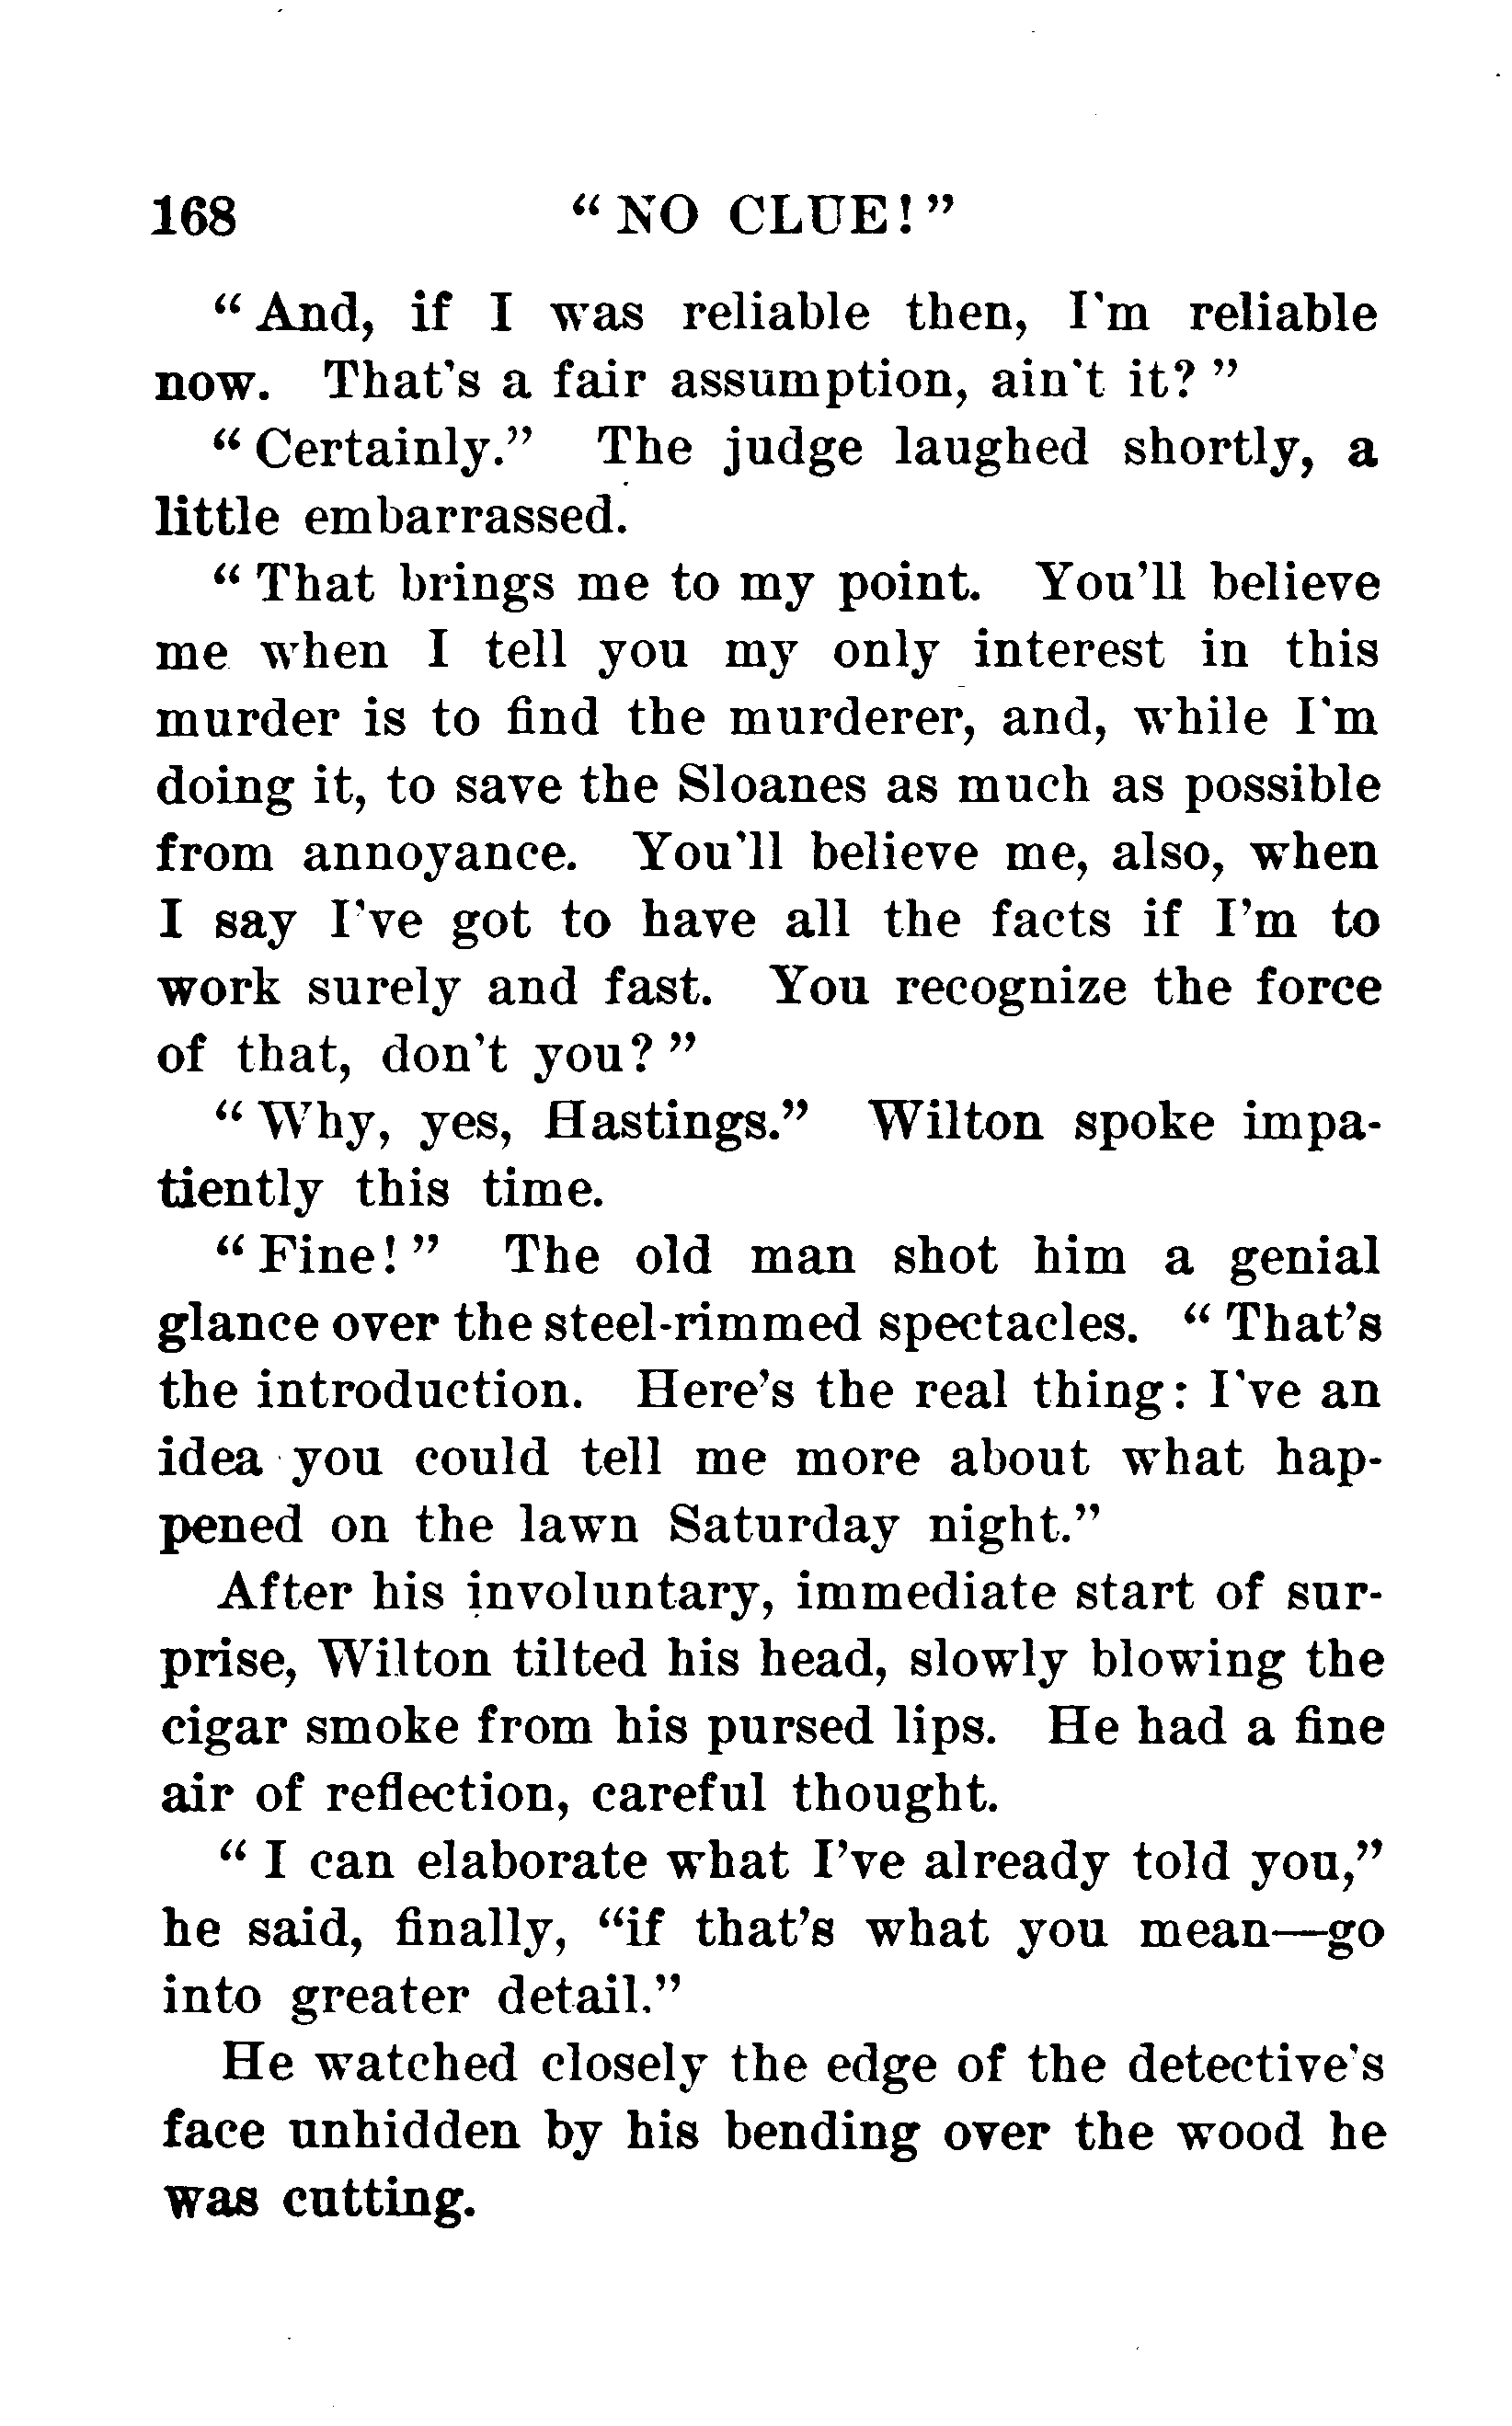 168 “ NO CLUE! ”
“ And, if I was reliable then, I'm reliable
now. That's a fair assumption, ain't it? ”
“ Certainly.” The judge laughed shortly, a
little embarrassed.
“ That brings me to my point. You'll believe
me when I tell you my only interest in this
murder is to find the murderer, and, while I'm
doing it, to save the Sloanes as much as possible
from annoyance. You'll believe me, also, when
I say I've got to have all the facts if I'm to
work surely and fast. You recognize the force
of that, don't you? ”
“ Why, yes, Hastings.” Wilton spoke impa-
tiently this time.
“ Fine! ” The old man shot him a genial
glance over the steel-rimmed spectacles. “ That's
the introduction. Here's the real thing: I've an
idea you could tell me more about what hap-
pened on the lawn Saturday night.”
After his involuntary, immediate start of sur-
prise, Wilton tilted his head, slowly blowing the
cigar smoke from his pursed lips. He had a fine
air of reflection, careful thought.
“ I can elaborate what I've already told you,”
he said, finally, “if that's what you mean—go
into greater detail.”
He watched closely the edge of the detective's
face unhidden by his bending over the wood he
was cutting.